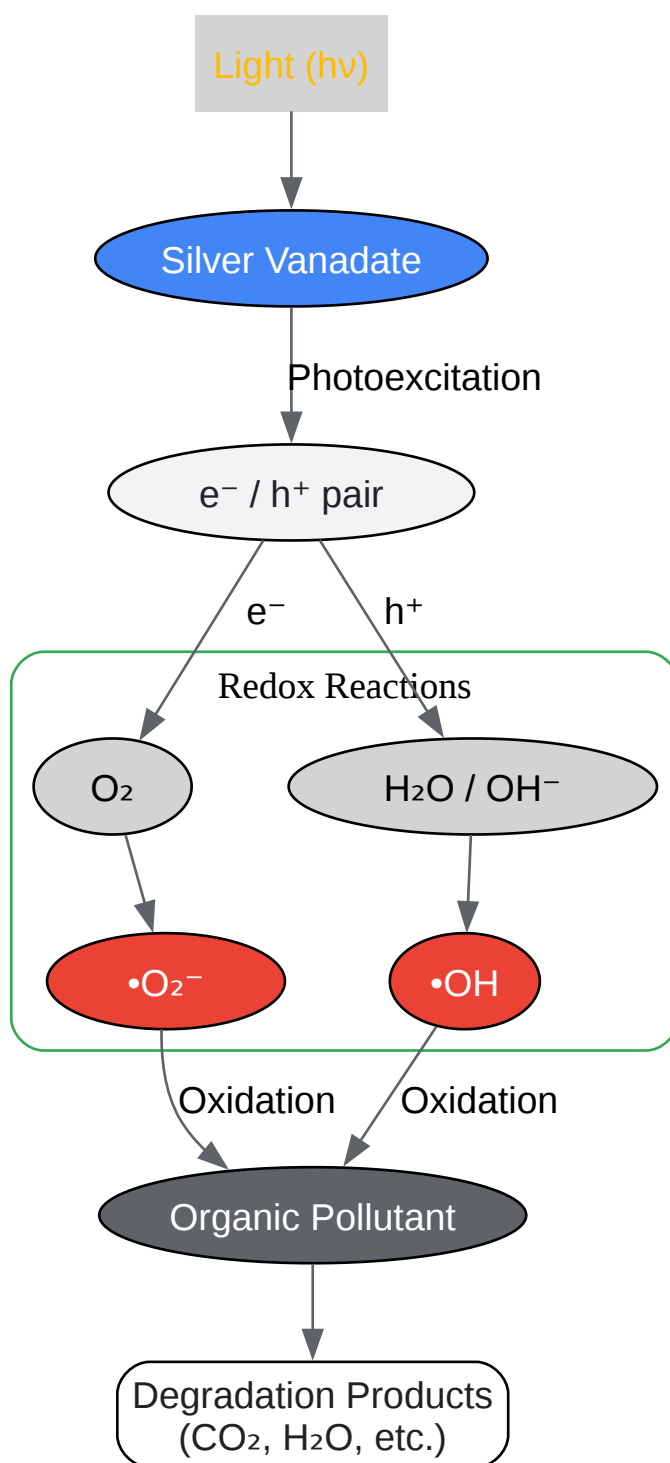 Light (hν)
Silver Vanadate
Photoexcitation
e⁻ / h⁺ pair
e⁻
h⁺
Redox Reactions
O₂
H₂O / OH⁻
•O₂⁻
•OH
Oxidation
Oxidation
Organic Pollutant
Degradation Products
(CO₂, H₂O, etc.)